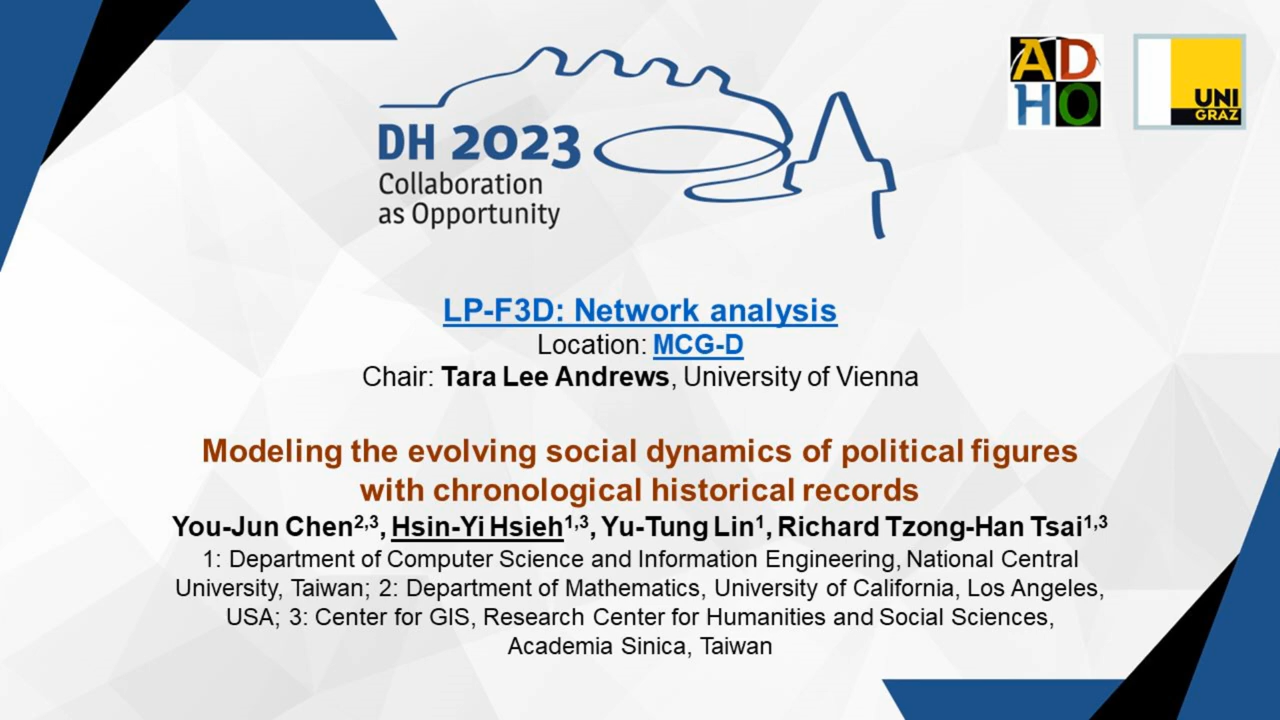 AD
HO
UNI
GRAZ
DH 2023
Collaboration
as Opportunity
LP-F3D: Network analysis
Location: MCG-D
Chair: Tara Lee Andrews, University of Vienna
Modeling the evolving social dynamics of political figures
with chronological historical records
You-Jun Chen2,3, Hsin-Yi Hsieh1,3, Yu-Tung Lin1, Richard Tzong-Han Tsai1,3
1: Department of Computer Science and Information Engineering, National Central
University, Taiwan; 2: Department of Mathematics, University of California, Los Angeles,
USA; 3: Center for GIS, Research Center for Humanities and Social Sciences,
Academia Sinica, Taiwan